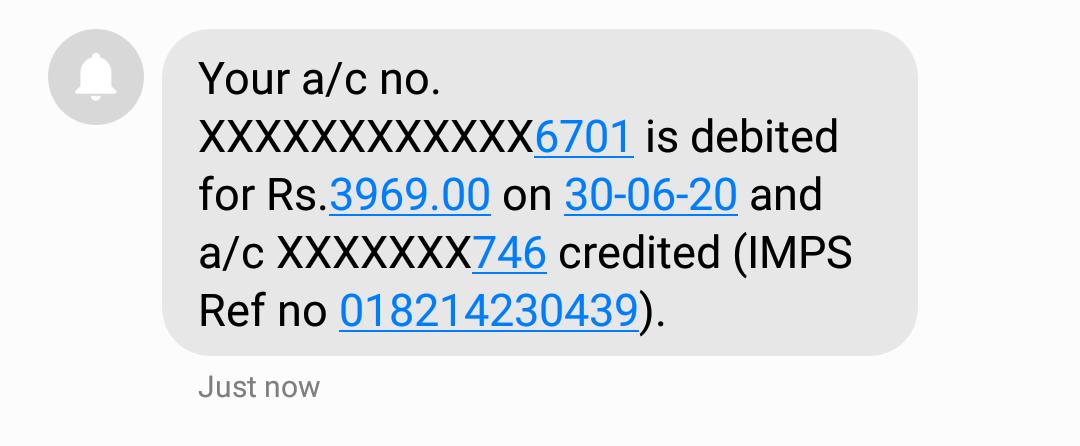 Your a/c no.
XXXXXXXXXXXX6701 is debited
for Rs.3969.00 on 30-06-20 and
a/c XXXXXXX746 credited (IMPS
Ref no 018214230439).
Just now